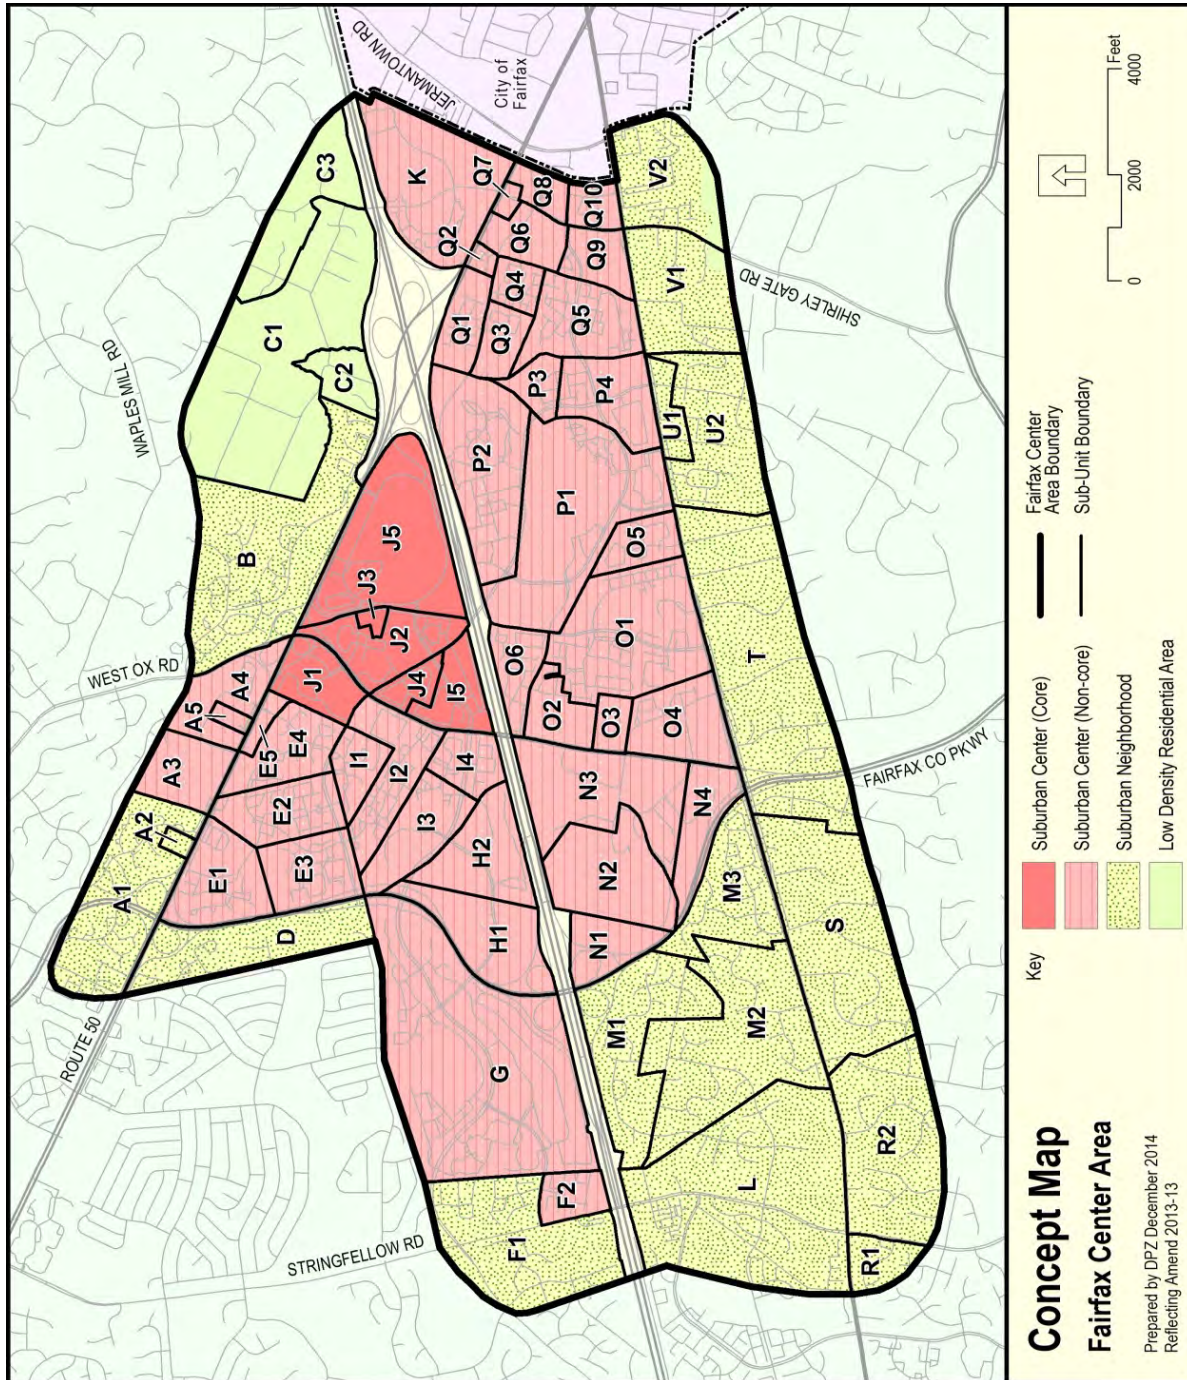 WAPLES MILL RD
WEST OX RD
ROUTE 50
STRINGFELLOW RD
JERMANTOWN RD
City of
Fairfax
SHIRLEY GATE RD
FAIRFAX CO PKWY
A1
A2
A3
A4
A5
B
C1
C2
C3
D
E1
E2
E3
E4
E5
F1
F2
G
H1
H2
I1
I2
I3
I4
I5
J1
J2
J3
J4
J5
K
L
M1
M2
M3
N1
N2
N3
N4
O1
O2
O3
O4
O5
O6
P1
P2
P3
P4
Q1
Q2
Q3
Q4
Q5
Q6
Q7
Q8
Q9
Q10
R1
R2
S
T
U1
U2
V1
V2
Concept Map
Fairfax Center Area
Prepared by DPZ December 2014
Reflecting Amend 2013-13
Key
Suburban Center (Core)
Suburban Center (Non-core)
Suburban Neighborhood
Low Density Residential Area
Fairfax Center
Area Boundary
Sub-Unit Boundary
0
2000
4000
Feet